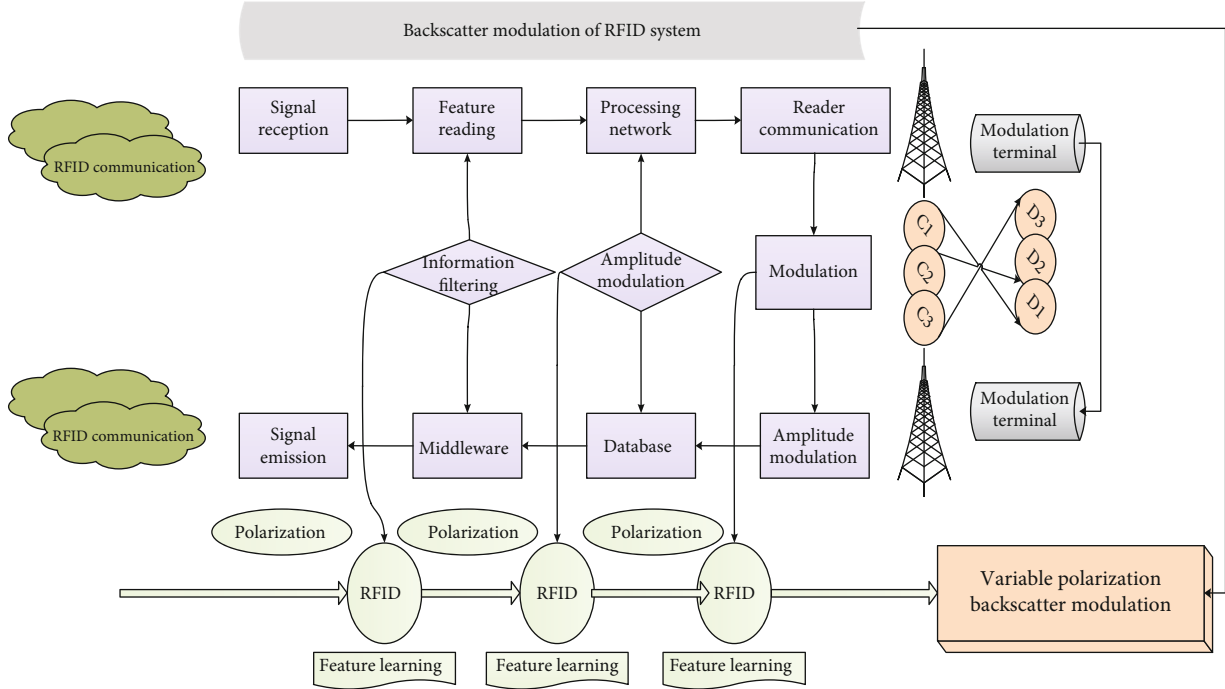 Backscatter modulation of RFID system
Signal
reception
Feature
reading
Processing
network
Reader
communication
Modulation
terminal
RFID communication
C1
C2
C3
D3
D2
D1
Information
filtering
Amplitude
modulation
Modulation
RFID communication
Signal
emission
Middleware
Database
Amplitude
modulation
Modulation
terminal
Polarization
Polarization
Polarization
RFID
RFID
RFID
Variable polarization
backscatter modulation
Feature learning
Feature learning
Feature learning